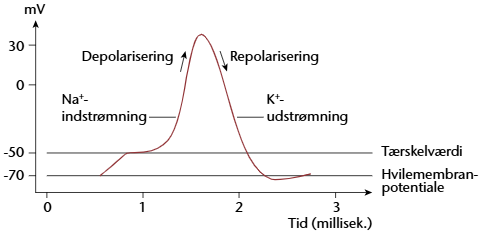 mV
30
0
-50
-70
Depolarisering
Repolarisering
Na⁺-
indstrømning
K⁺-
udstrømning
Tærskelværdi
Hvilemembran-
potentiale
0 1 2 3
Tid (millisek.)